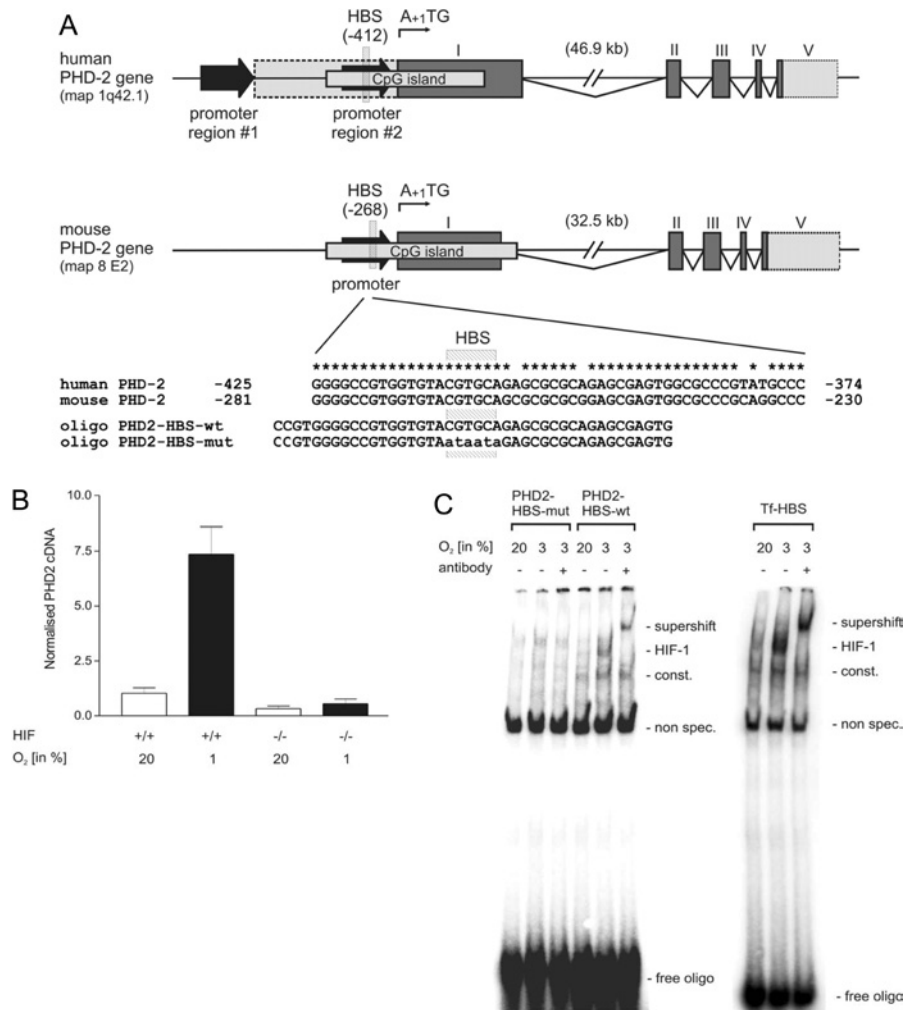 A
HBS
(-412)
A+1TG
human
PHD-2 gene
(map 1q42.1)
I
(46.9 kb)
II III IV V
CpG island
promoter
region #1
promoter
region #2
HBS
(-268)
A+1TG
mouse
PHD-2 gene
(map 8 E2)
I
(32.5 kb)
II III IV V
CpG island
promoter
HBS
**************************** ****** **************** * ****
human PHD-2 -425 GGGGCCGTGGTGTACGTGCAGAGCGCGCAGAGCGAGTGGCGCCCGTATGCCC -374
mouse PHD-2 -281 GGGGCCGTGGTGTACGTGCAGAGCGCGCGGAGCGAGTGGCGCCCGCAGGCCC -230
oligo PHD2-HBS-wt CCGTGGGGCCGTGGTGTACGTGCAGAGCGCGCAGAGCGAGTG
oligo PHD2-HBS-mut CCGTGGGGCCGTGGTGTAataataGAGCGCGCAGAGCGAGTG
B
Normalised PHD2 cDNA
10.0
7.5
5.0
2.5
0.0
HIF +/+ +/+ -/- -/-
O2 [in %] 20 1 20 1
C
PHD2-HBS-mut
PHD2-HBS-wt
Tf-HBS
O2 [in %] 20 3 3 20 3 3 20 3 3
antibody - - + - - + - - +
- supershift - supershift
- HIF-1 - HIF-1
- const. - const.
- non spec. - non spec.
- free oligo
- free oligo